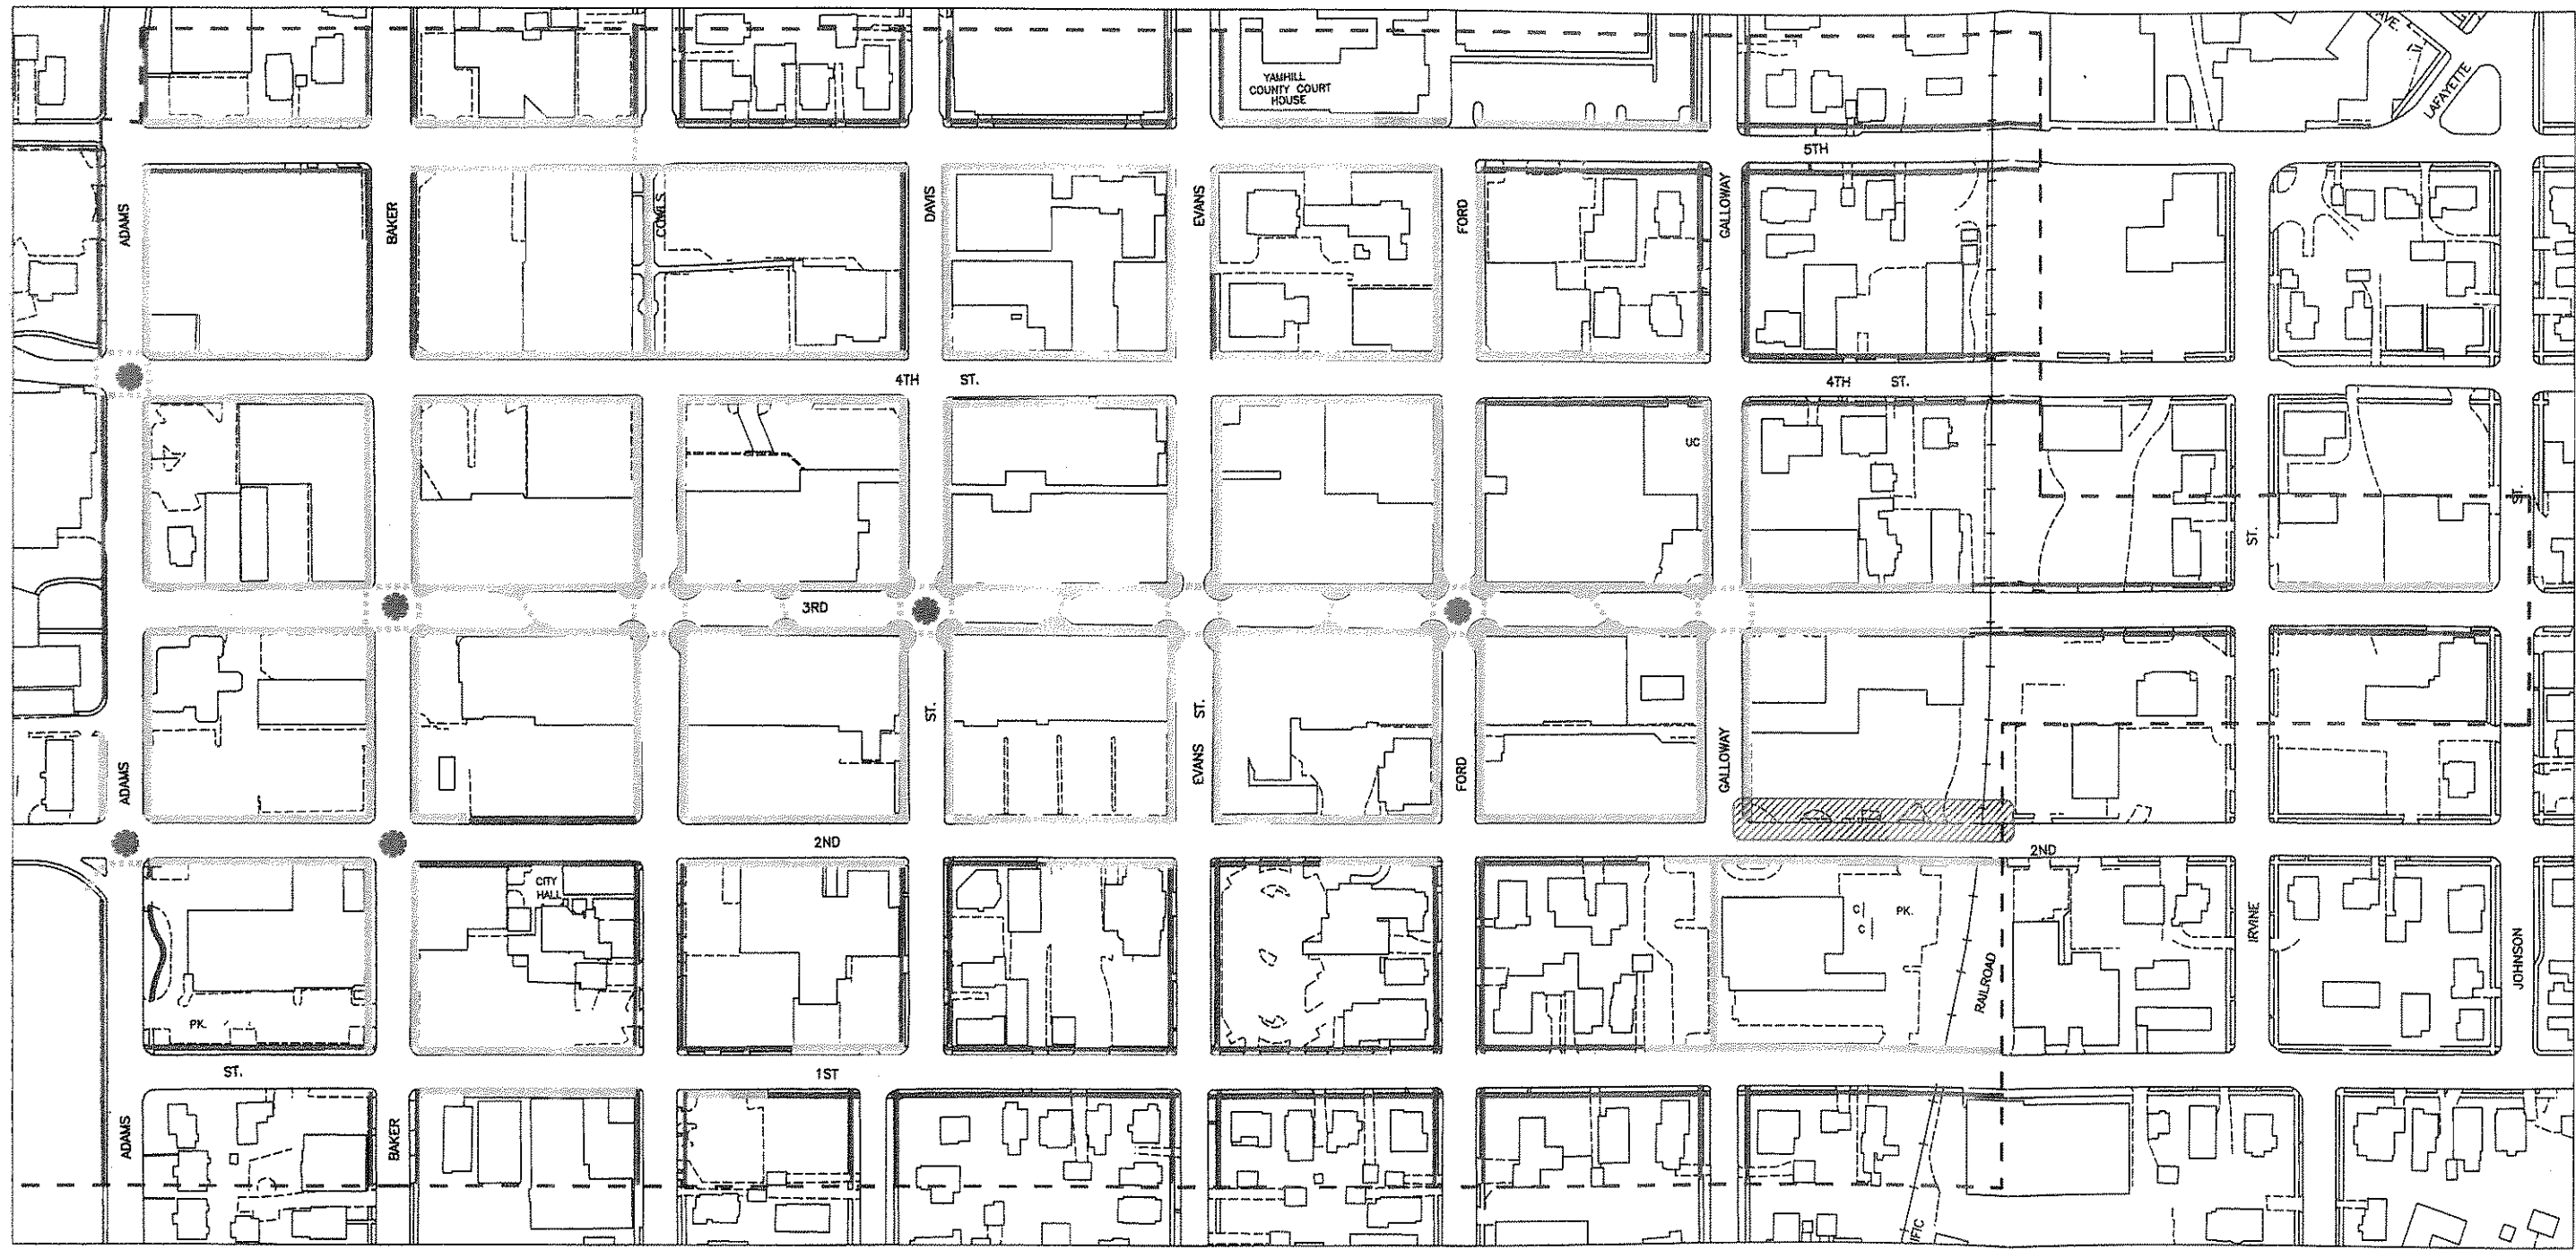 AVE.
YAMHILL
COUNTY COURT
HOUSE
LAFAYETTE
5TH
ADAMS
BAKER
COWLS
DAVIS
EVANS
FORD
GALLOWAY
4TH ST.
4TH ST.
UC
ST.
ST.
3RD
ST.
ST.
ADAMS
EVANS
FORD
GALLOWAY
2ND
2ND
CITY
HALL
C
C
PK.
IRVINE
JOHNSON
RAILROAD
PK.
ST.
1ST
ADAMS
BAKER
IFIC